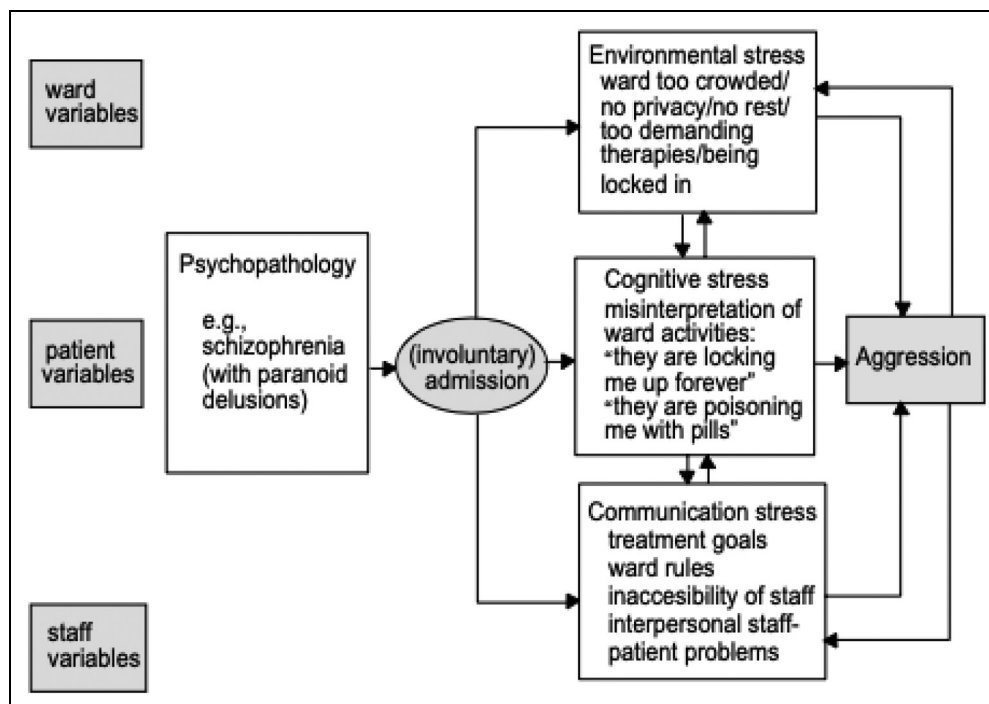 ward
variables
patient
variables
staff
variables
Psychopathology
e.g.,
schizophrenia
(with paranoid
delusions)
(involuntary)
admission
Environmental stress
ward too crowded/
no privacy/no rest/
too demanding
therapies/being
locked in
Cognitive stress
misinterpretation of
ward activities:
“they are locking
me up forever”
“they are poisoning
me with pills”
Communication stress
treatment goals
ward rules
inaccesibility of staff
interpersonal staff-
patient problems
Aggression